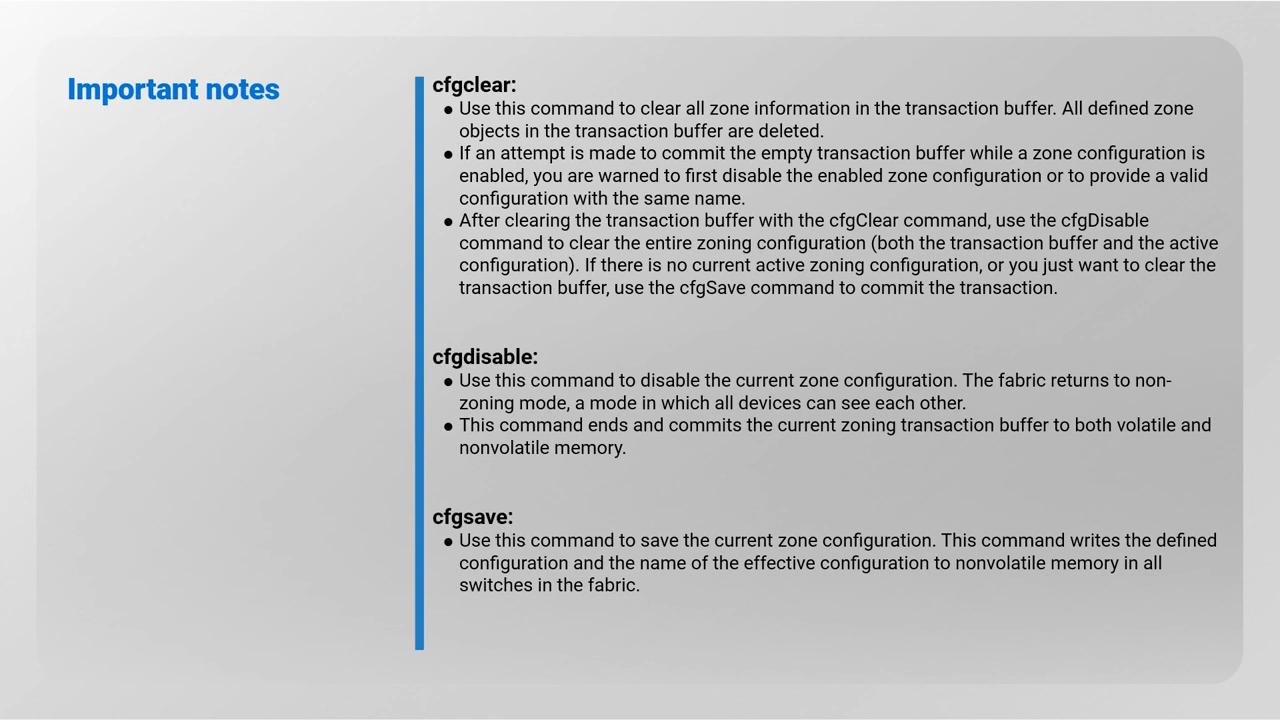 Important notes
cfgclear:
● Use this command to clear all zone information in the transaction buffer. All defined zone
objects in the transaction buffer are deleted.
● If an attempt is made to commit the empty transaction buffer while a zone configuration is
enabled, you are warned to first disable the enabled zone configuration or to provide a valid
configuration with the same name.
● After clearing the transaction buffer with the cfgClear command, use the cfgDisable
command to clear the entire zoning configuration (both the transaction buffer and the active
configuration). If there is no current active zoning configuration, or you just want to clear the
transaction buffer, use the cfgSave command to commit the transaction.
cfgdisable:
● Use this command to disable the current zone configuration. The fabric returns to non-
zoning mode, a mode in which all devices can see each other.
● This command ends and commits the current zoning transaction buffer to both volatile and
nonvolatile memory.
cfgsave:
● Use this command to save the current zone configuration. This command writes the defined
configuration and the name of the effective configuration to nonvolatile memory in all
switches in the fabric.